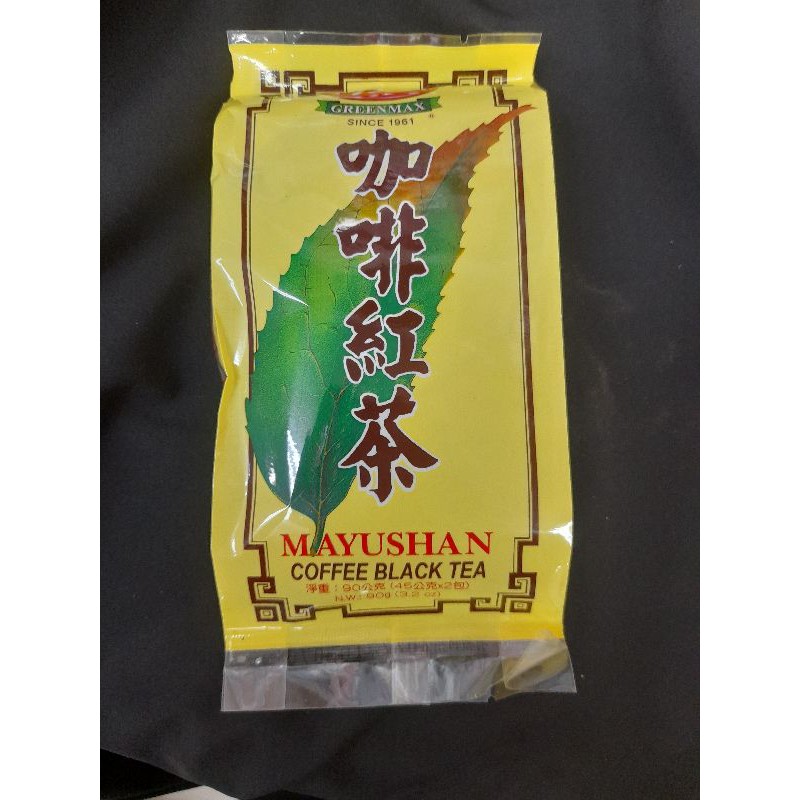 GREENMAX
®
SINCE 1961
咖啡紅茶
MAYUSHAN
COFFEE BLACK TEA
淨重：90公克（45公克x2包）
N.W.: 90g (3.2 oz)